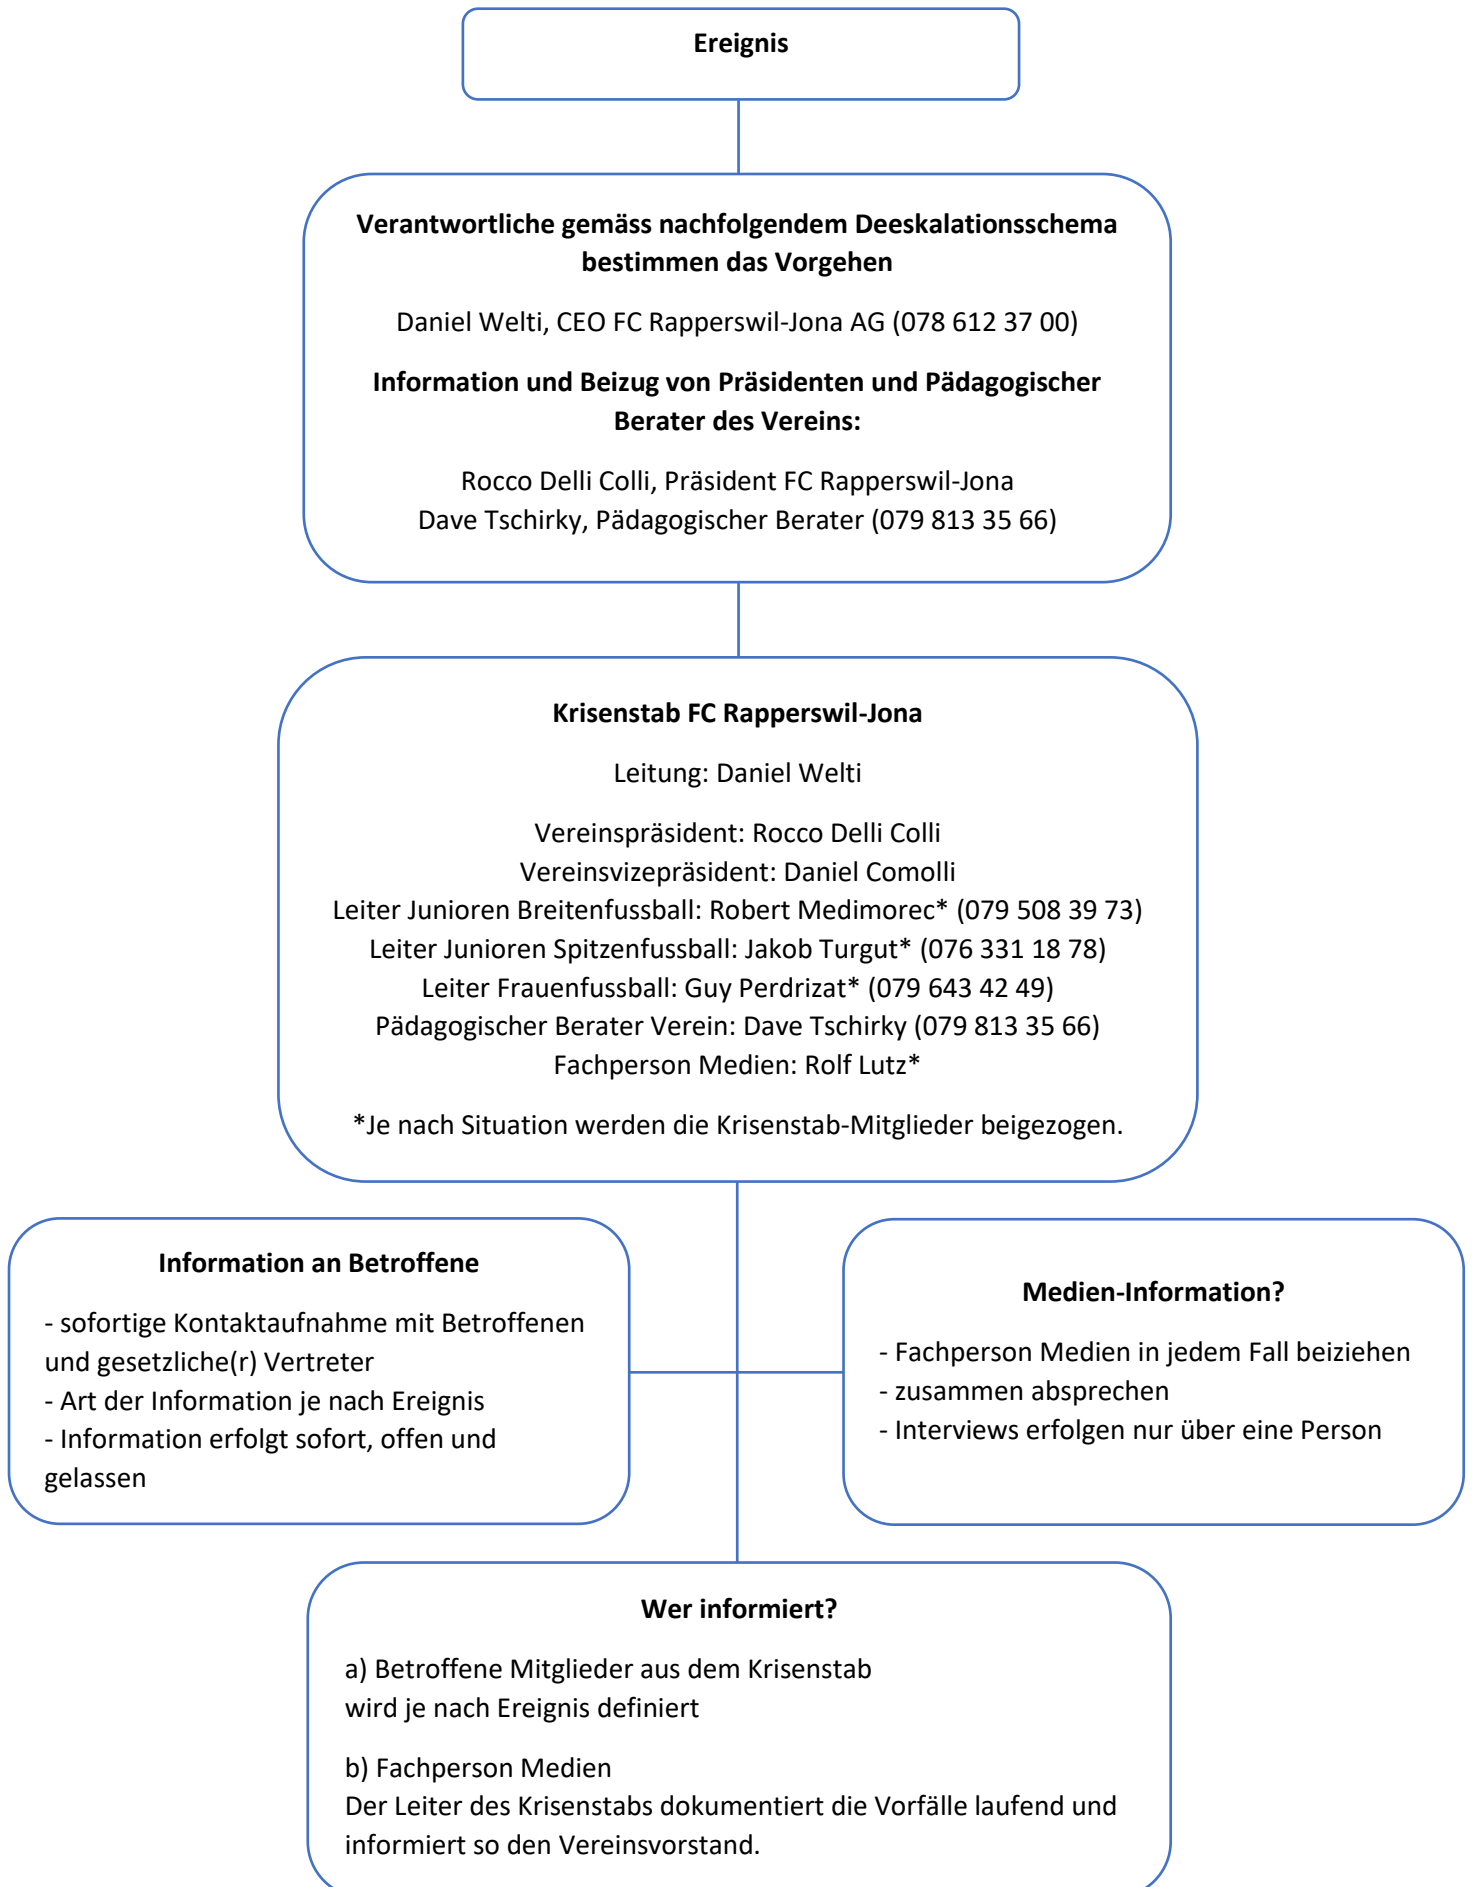 Ereignis
Verantwortliche gemäss nachfolgendem Deeskalationsschema
bestimmen das Vorgehen
Daniel Welti, CEO FC Rapperswil-Jona AG (078 612 37 00)
Information und Beizug von Präsidenten und Pädagogischer
Berater des Vereins:
Rocco Delli Colli, Präsident FC Rapperswil-Jona
Dave Tschirky, Pädagogischer Berater (079 813 35 66)
Krisenstab FC Rapperswil-Jona
Leitung: Daniel Welti
Vereinspräsident: Rocco Delli Colli
Vereinsvizepräsident: Daniel Comolli
Leiter Junioren Breitenfussball: Robert Medimorec* (079 508 39 73)
Leiter Junioren Spitzenfussball: Jakob Turgut* (076 331 18 78)
Leiter Frauenfussball: Guy Perdrizat* (079 643 42 49)
Pädagogischer Berater Verein: Dave Tschirky (079 813 35 66)
Fachperson Medien: Rolf Lutz*
*Je nach Situation werden die Krisenstab-Mitglieder beigezogen.
Information an Betroffene
- sofortige Kontaktaufnahme mit Betroffenen
und gesetzliche(r) Vertreter
- Art der Information je nach Ereignis
- Information erfolgt sofort, offen und
gelassen
Medien-Information?
- Fachperson Medien in jedem Fall beiziehen
- zusammen absprechen
- Interviews erfolgen nur über eine Person
Wer informiert?
a) Betroffene Mitglieder aus dem Krisenstab
wird je nach Ereignis definiert
b) Fachperson Medien
Der Leiter des Krisenstabs dokumentiert die Vorfälle laufend und
informiert so den Vereinsvorstand.